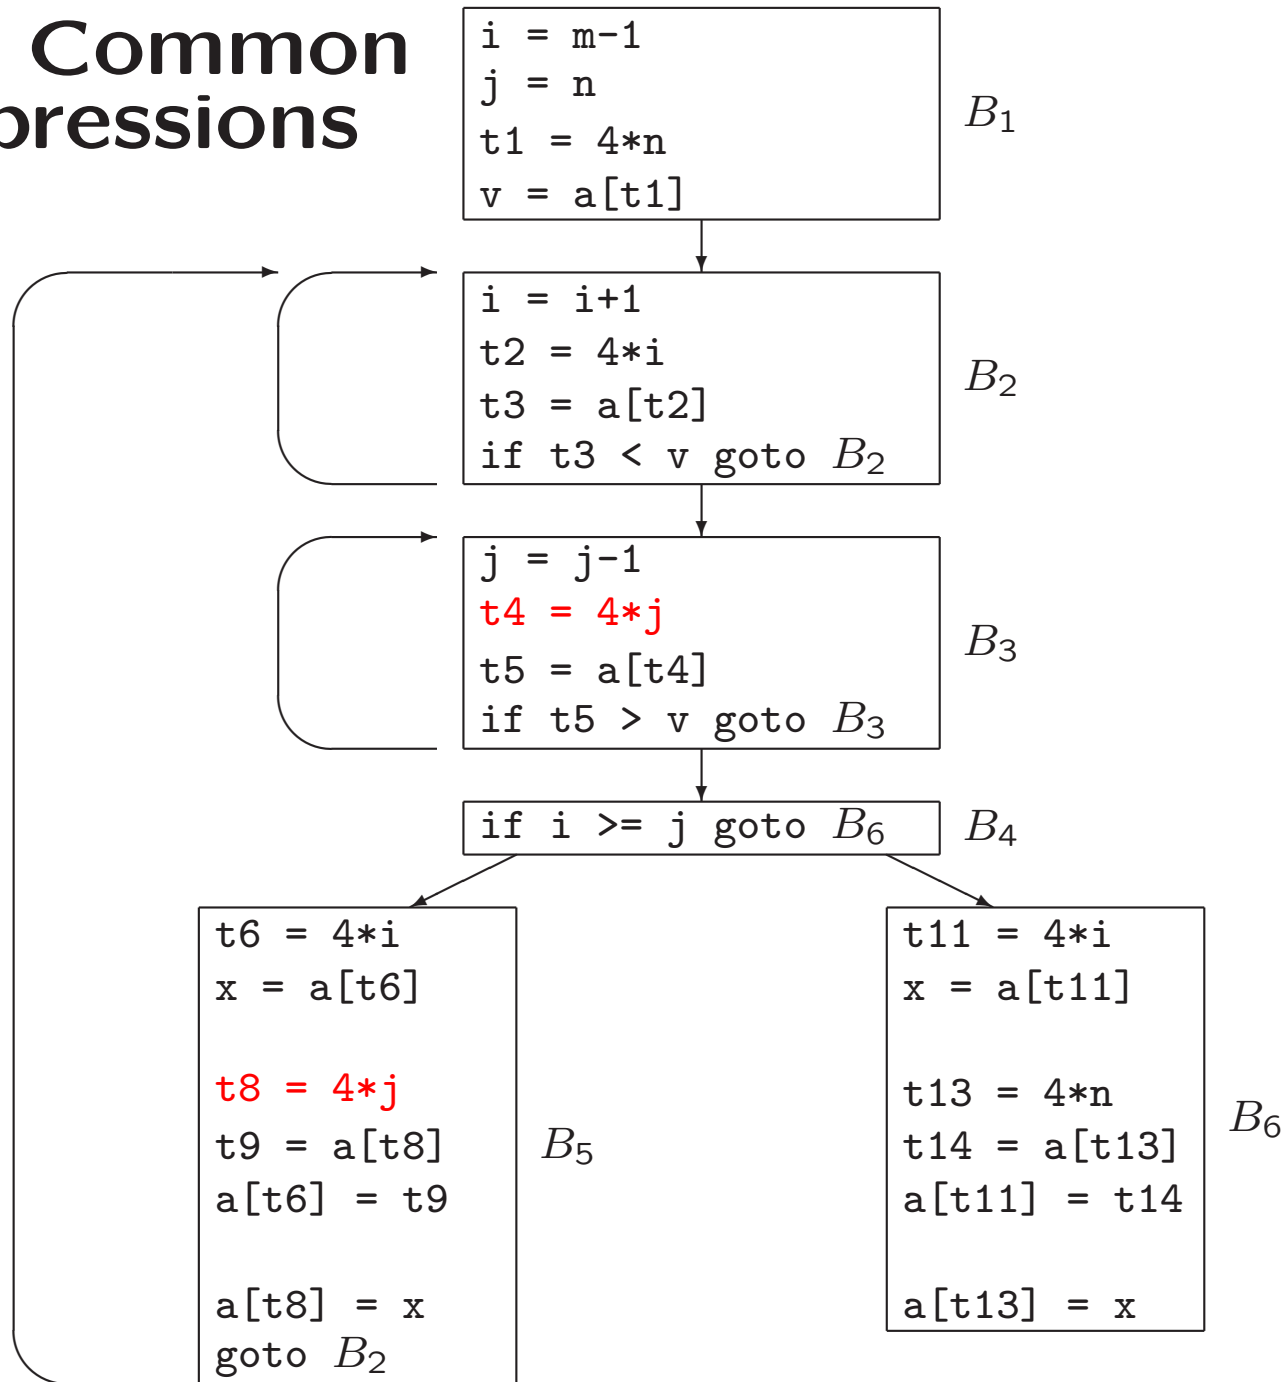 Common
pressions
i = m-1
j = n
t1 = 4*n
v = a[t1]
B1
i = i+1
t2 = 4*i
t3 = a[t2]
if t3 < v goto B2
B2
j = j-1
t4 = 4*j
t5 = a[t4]
if t5 > v goto B3
B3
if i >= j goto B6
B4
t6 = 4*i
x = a[t6]
t8 = 4*j
t9 = a[t8]
a[t6] = t9
a[t8] = x
goto B2
B5
t11 = 4*i
x = a[t11]
t13 = 4*n
t14 = a[t13]
a[t11] = t14
a[t13] = x
B6